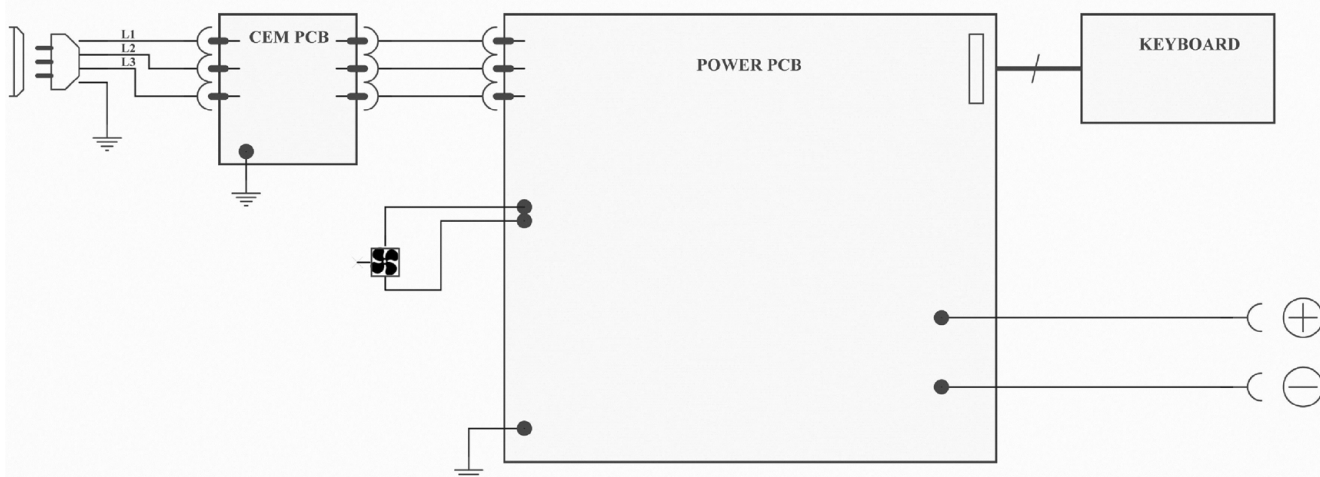 L1
L2
L3
CEM PCB
POWER PCB
KEYBOARD